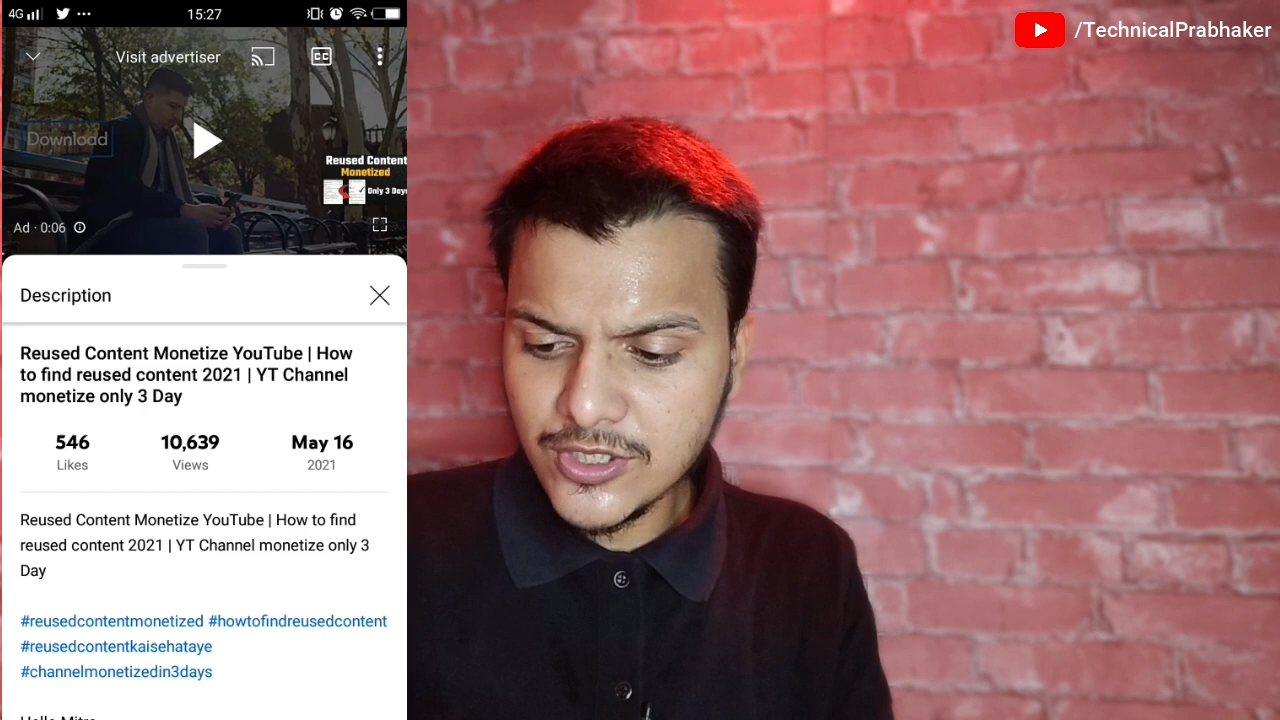 4G
15:27
Visit advertiser
CC
Download
Reused Content
Monetized
Only 3 Days
Ad · 0:06
Description
Reused Content Monetize YouTube | How
to find reused content 2021 | YT Channel
monetize only 3 Day
546 10,639 May 16
Likes Views 2021
Reused Content Monetize YouTube | How to find
reused content 2021 | YT Channel monetize only 3
Day
#reusedcontentmonetized #howtofindreusedcontent
#reusedcontentkaisehataye
#channelmonetizedin3days
Hello Mitro
/TechnicalPrabhaker